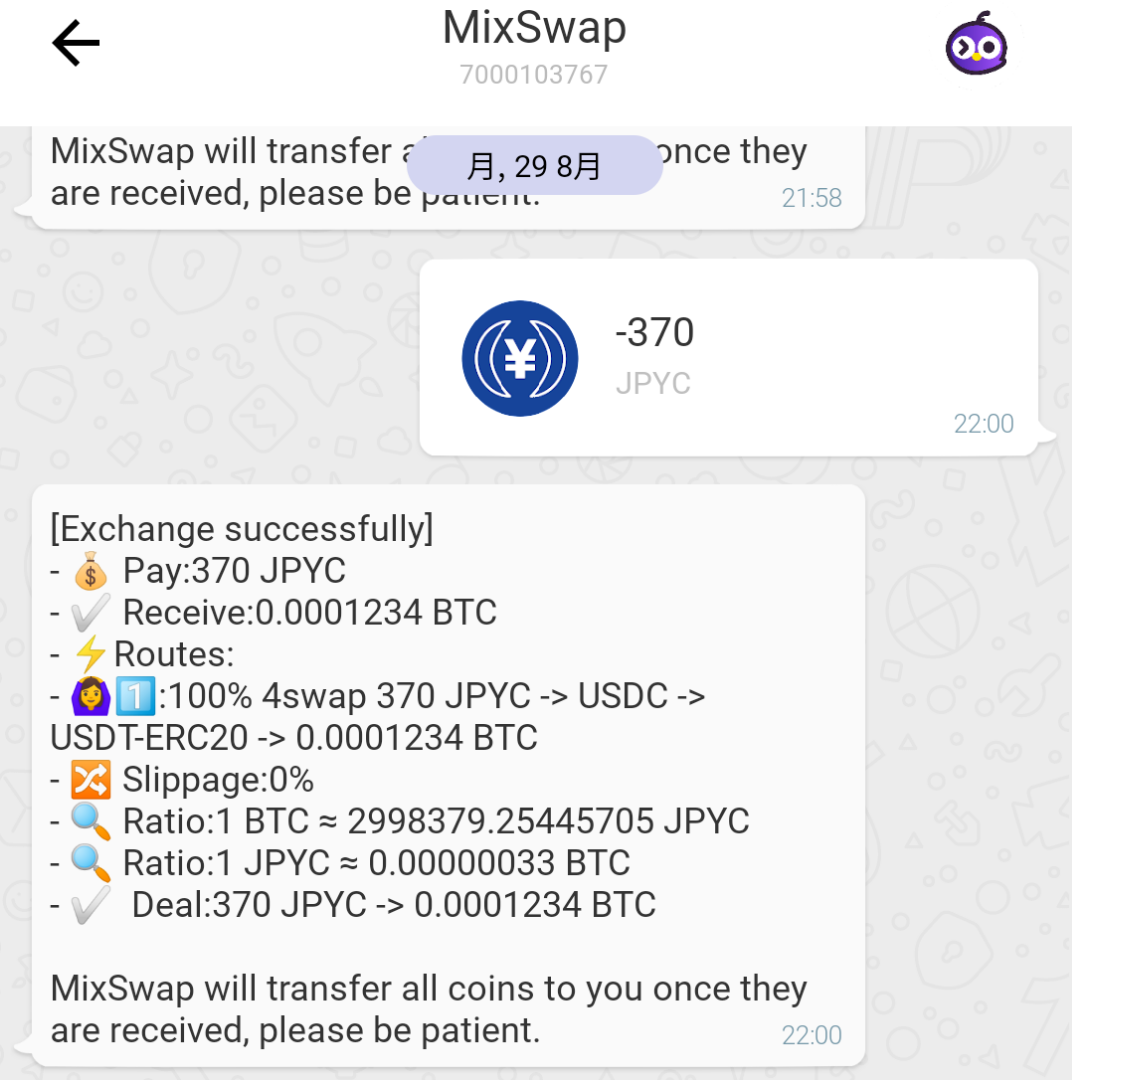 MixSwap
7000103767
月, 29 8月
MixSwap will transfer once they
are received, please be patient.
21:58
-370
JPYC
22:00
[Exchange successfully]
- 💰 Pay:370 JPYC
- ✔️ Receive:0.0001234 BTC
- ⚡Routes:
- 🙆‍♀️1️⃣:100% 4swap 370 JPYC -> USDC ->
USDT-ERC20 -> 0.0001234 BTC
- 🔀 Slippage:0%
- 🔍 Ratio:1 BTC ≈ 2998379.25445705 JPYC
- 🔍 Ratio:1 JPYC ≈ 0.00000033 BTC
- ✔️ Deal:370 JPYC -> 0.0001234 BTC
MixSwap will transfer all coins to you once they
are received, please be patient.
22:00